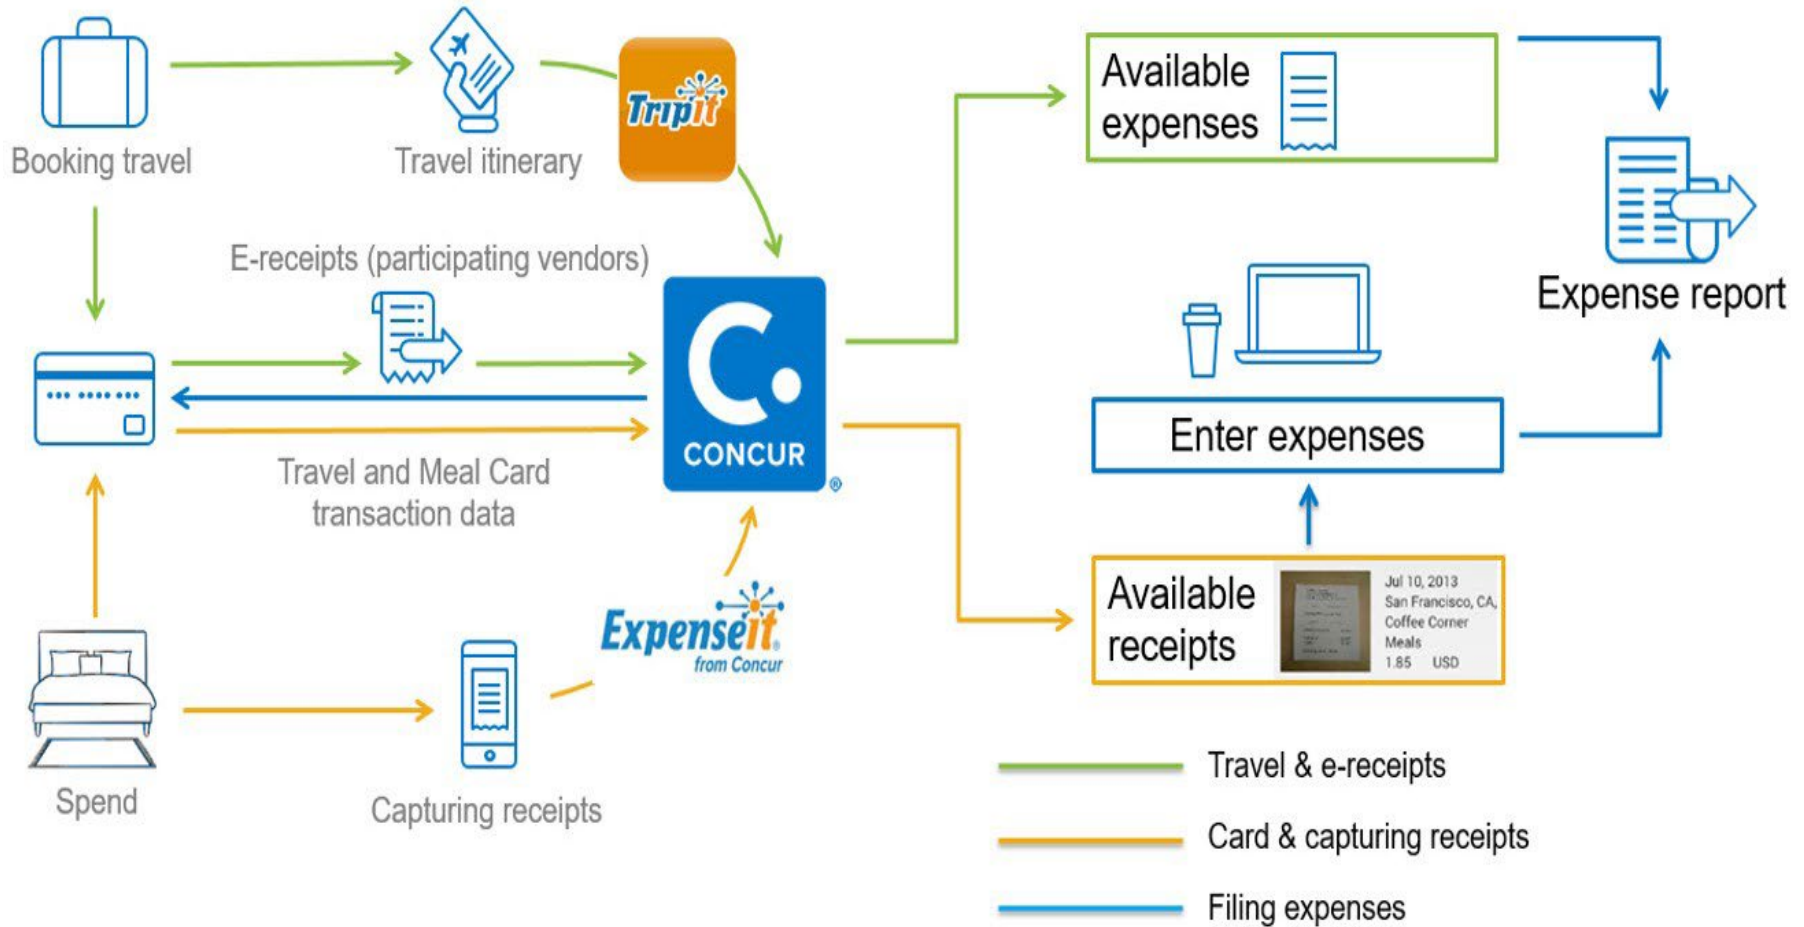 Booking travel
Travel itinerary
Tripit
E-receipts (participating vendors)
Travel and Meal Card
transaction data
C.
CONCUR
®
Expenseit®
from Concur
Spend
Capturing receipts
Available
expenses
Expense report
Enter expenses
Available
receipts
Jul 10, 2013
San Francisco, CA,
Coffee Corner
Meals
1.85 USD
Travel & e-receipts
Card & capturing receipts
Filing expenses